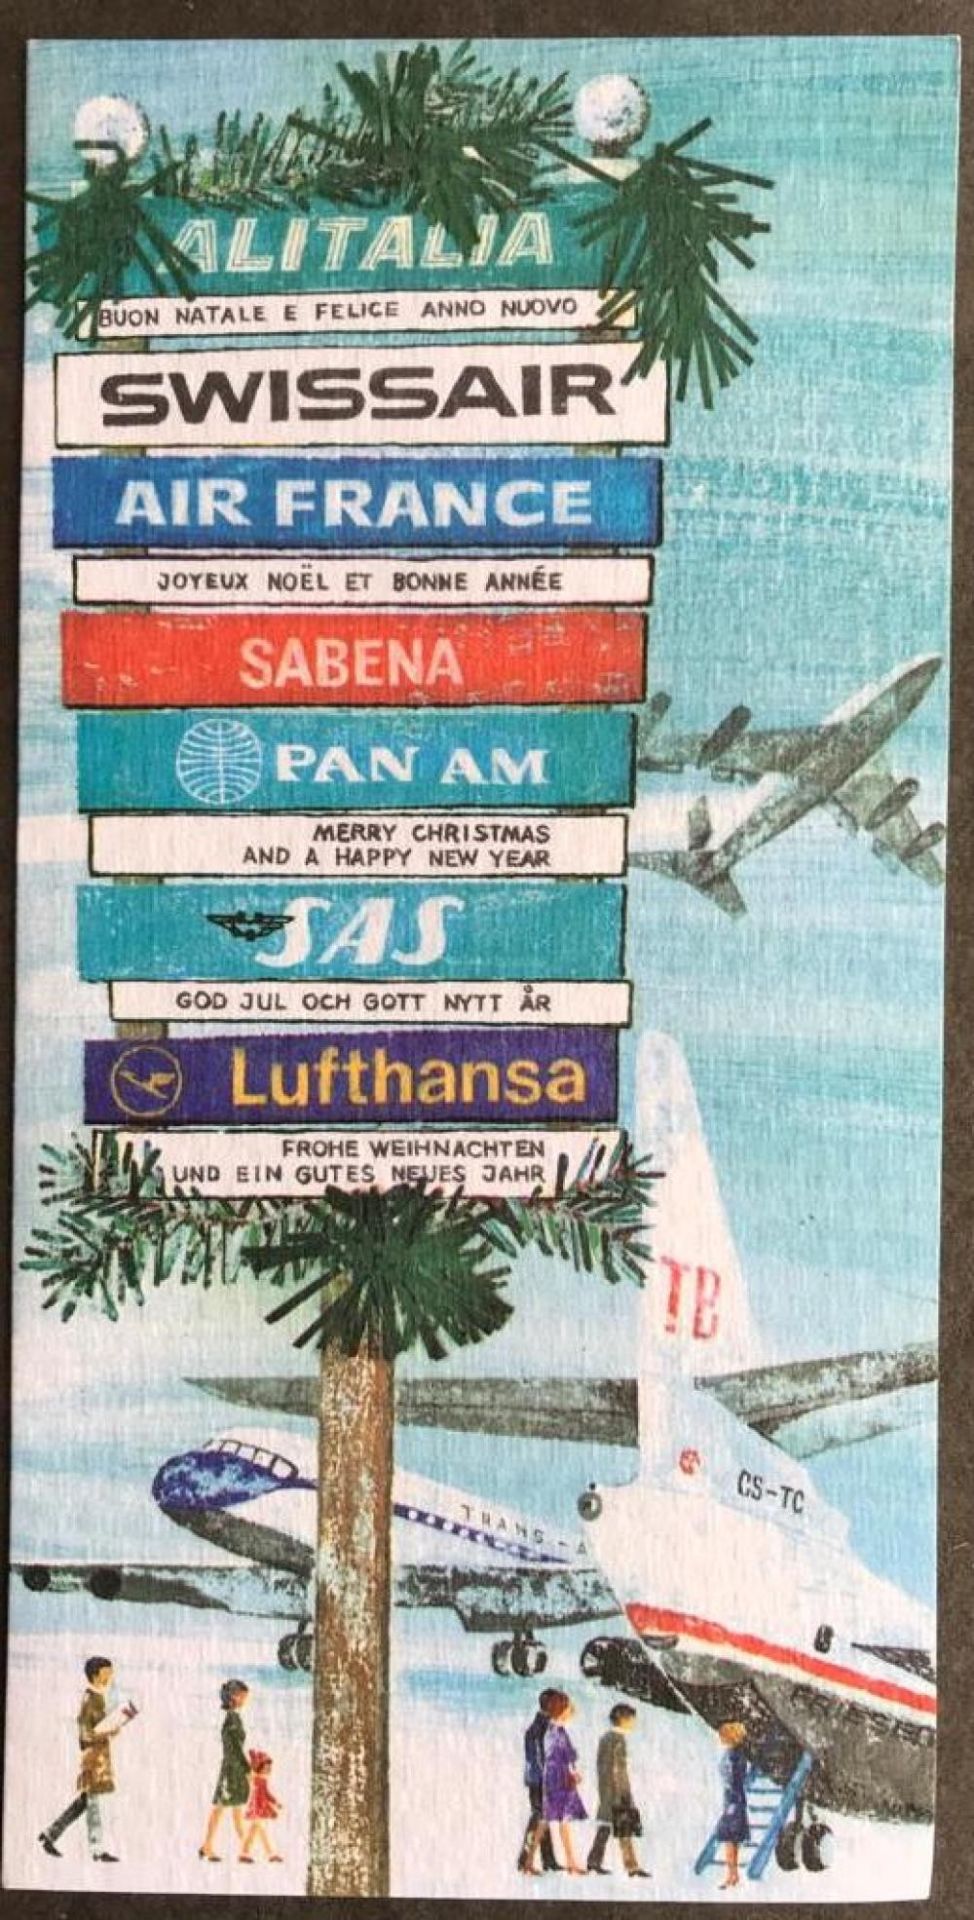 ALITALIA
BUON NATALE E FELICE ANNO NUOVO
SWISSAIR
AIR FRANCE
JOYEUX NOËL ET BONNE ANNÉE
SABENA
PAN AM
MERRY CHRISTMAS
AND A HAPPY NEW YEAR
SAS
GOD JUL OCH GOTT NYTT ÅR
Lufthansa
FROHE WEIHNACHTEN
UND EIN GUTES NEUES JAHR
TB
CS-TC
TRANS-A